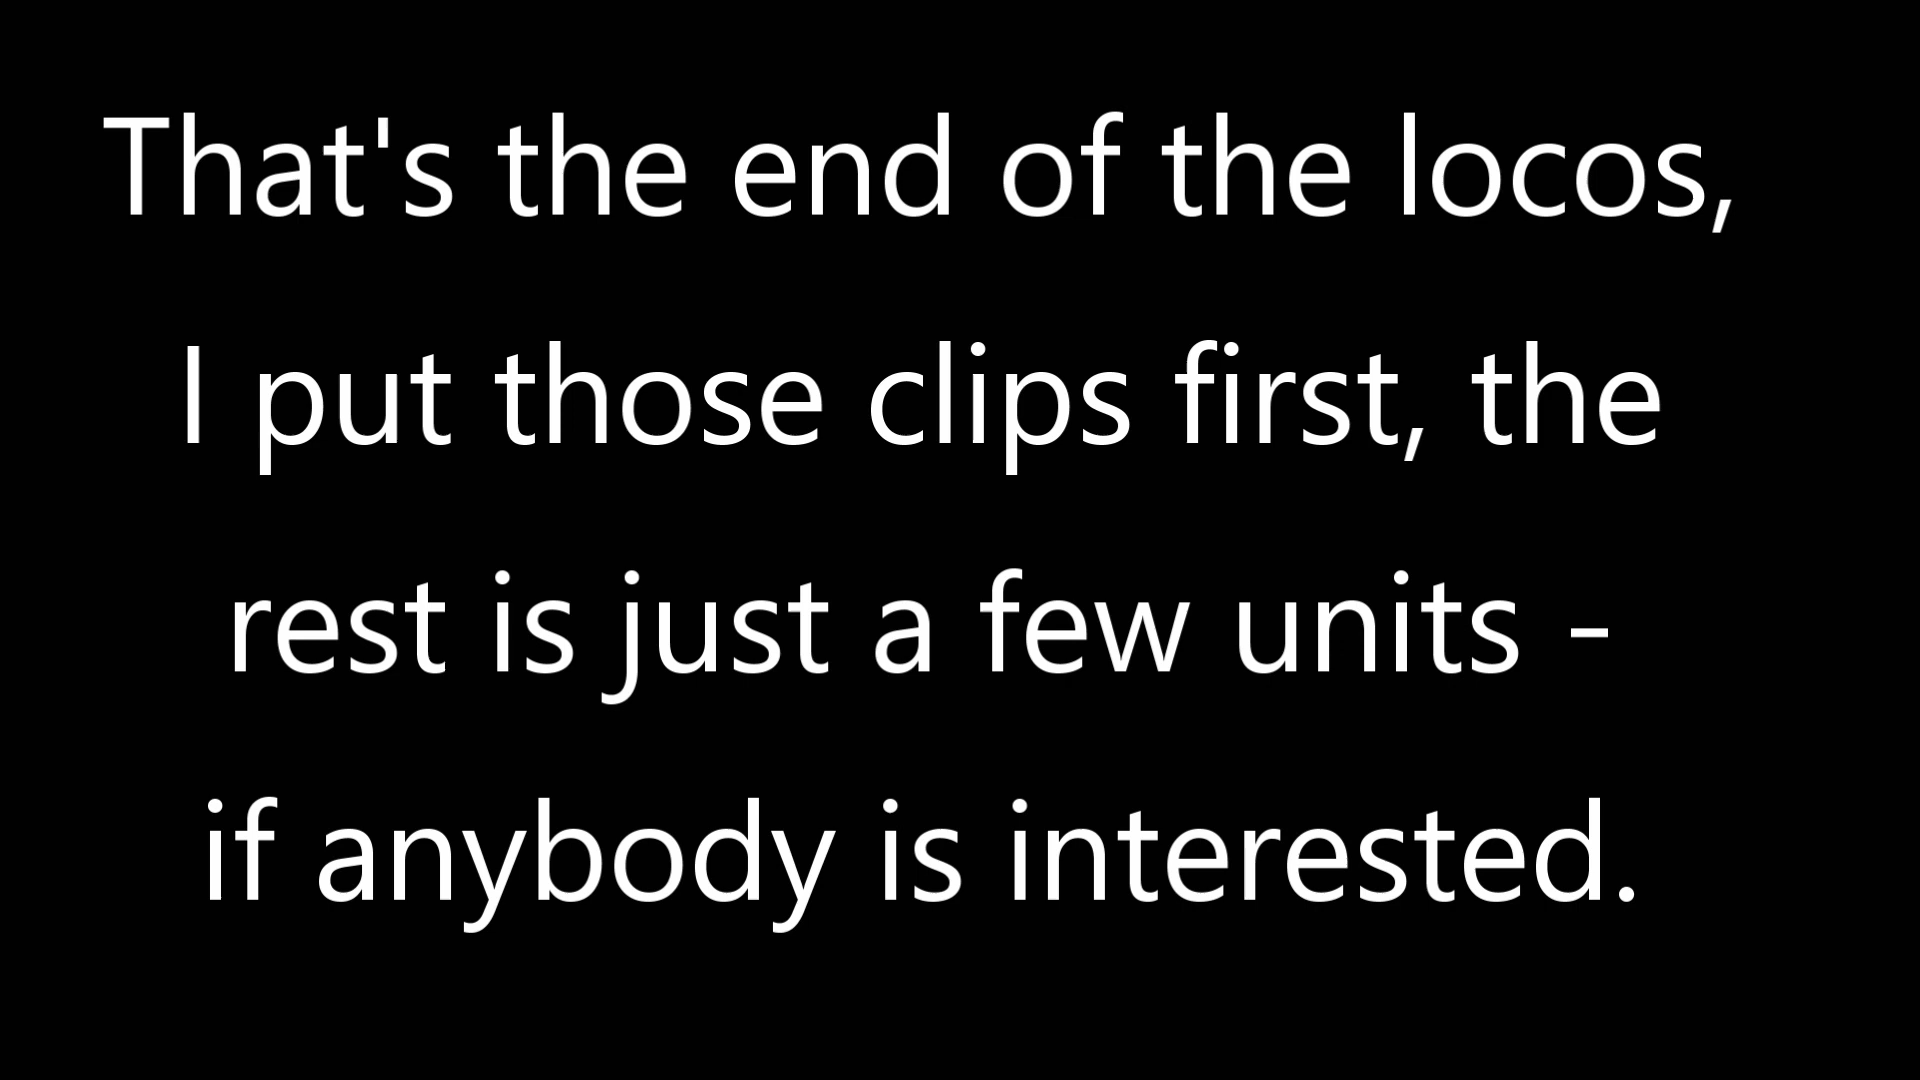 That's the end of the locos,
I put those clips first, the
rest is just a few units -
if anybody is interested.